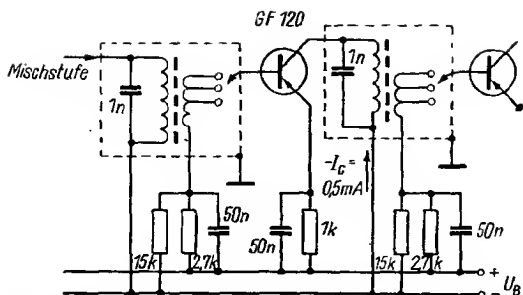 GF 120
Mischstufe
1n
1n
-I_C =
0,5mA
50n
50n
1k
50n
15k
2,7k
15k
2,7k
+
-
U_B